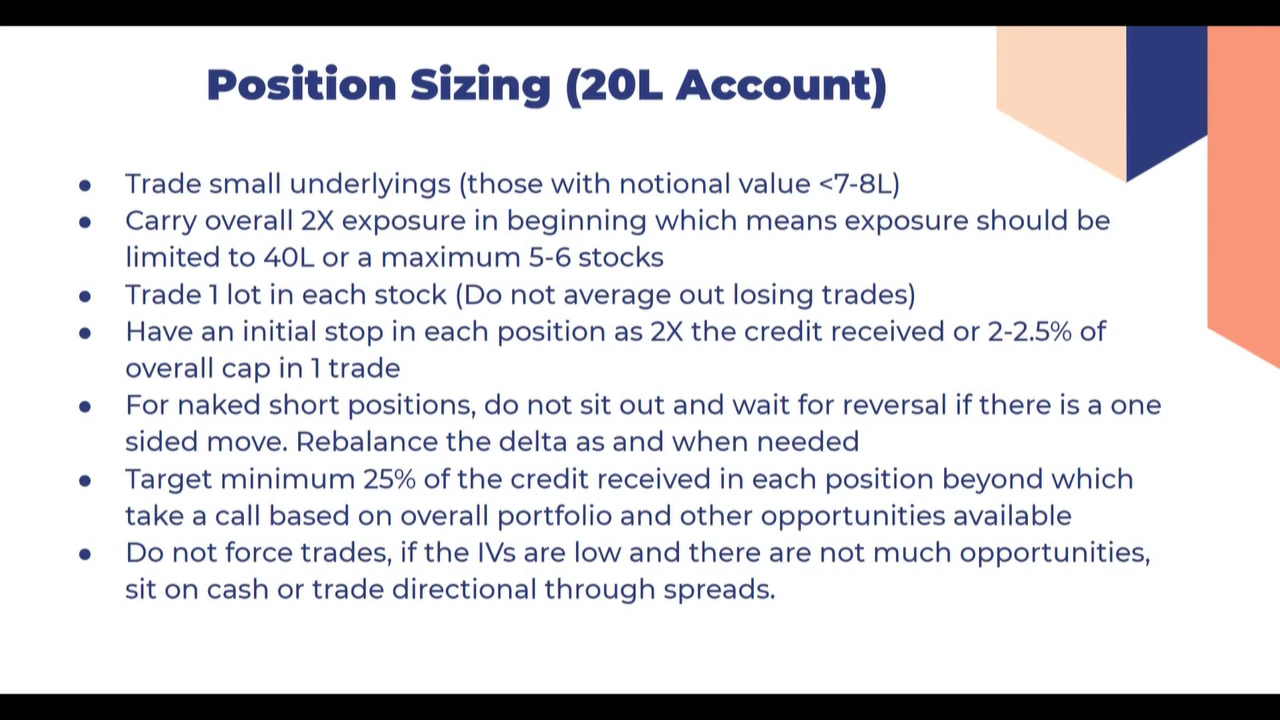 Position Sizing (20L Account)
● Trade small underlyings (those with notional value <7-8L)
● Carry overall 2X exposure in beginning which means exposure should be
limited to 40L or a maximum 5-6 stocks
● Trade 1 lot in each stock (Do not average out losing trades)
● Have an initial stop in each position as 2X the credit received or 2-2.5% of
overall cap in 1 trade
● For naked short positions, do not sit out and wait for reversal if there is a one
sided move. Rebalance the delta as and when needed
● Target minimum 25% of the credit received in each position beyond which
take a call based on overall portfolio and other opportunities available
● Do not force trades, if the IVs are low and there are not much opportunities,
sit on cash or trade directional through spreads.